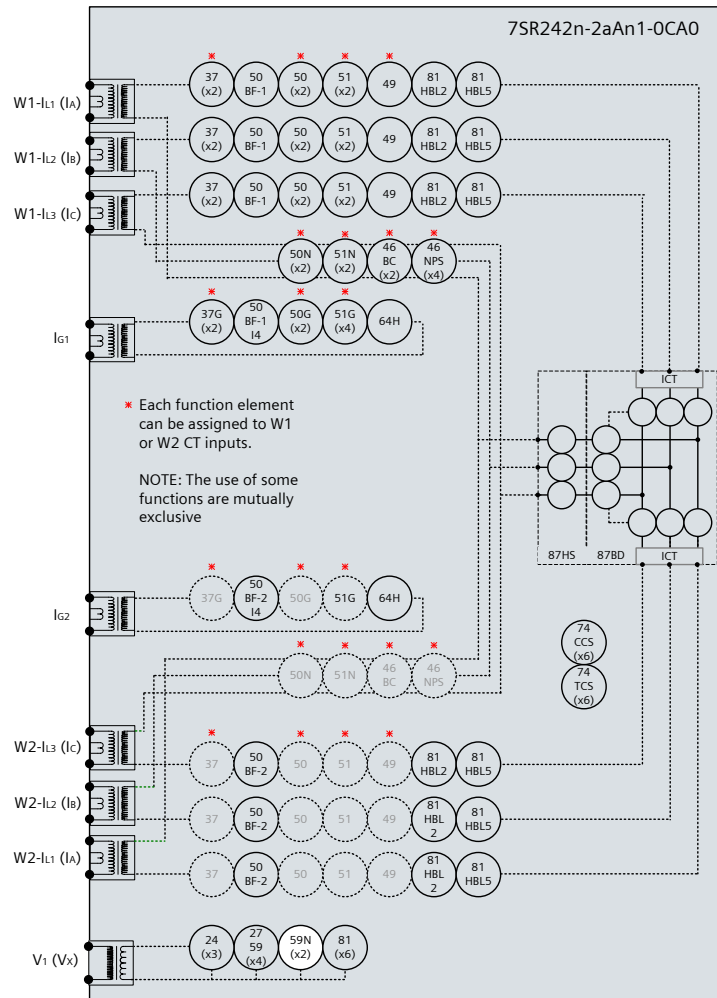 7SR242n-2aAn1-0CA0
* * * *
W1-IL1 (IA)
37 (x2) 50 BF-1 50 (x2) 51 (x2) 49 81 HBL2 81 HBL5
W1-IL2 (IB)
37 (x2) 50 BF-1 50 (x2) 51 (x2) 49 81 HBL2 81 HBL5
W1-IL3 (IC)
37 (x2) 50 BF-1 50 (x2) 51 (x2) 49 81 HBL2 81 HBL5
* * * *
50N (x2) 51N (x2) 46 BC (x2) 46 NPS (x4)
* * *
IG1
37G (x2) 50 BF-1 I4 50G (x2) 51G (x4) 64H
ICT
* Each function element
can be assigned to W1
or W2 CT inputs.
NOTE: The use of some
functions are mutually
exclusive
87HS 87BD ICT
* * *
IG2
37G 50 BF-2 I4 50G 51G 64H
74 CCS (x6)
74 TCS (x6)
* * * *
50N 51N 46 BC 46 NPS
* * * *
W2-IL3 (IC)
37 50 BF-2 50 51 49 81 HBL2 81 HBL5
W2-IL2 (IB)
37 50 BF-2 50 51 49 81 HBL 2 81 HBL5
W2-IL1 (IA)
37 50 BF-2 50 51 49 81 HBL 2 81 HBL5
V1 (VX)
24 (x3) 27 59 (x4) 59N (x2) 81 (x6)